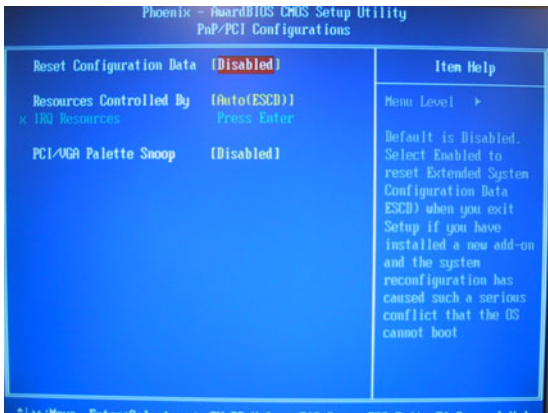 Phoenix - AwardBIOS CMOS Setup Utility
PnP/PCI Configurations
Reset Configuration Data [Disabled]
Resources Controlled By [Auto(ESCD)]
x IRQ Resources Press Enter
PCI/VGA Palette Snoop [Disabled]
Item Help
Menu Level ▸
Default is Disabled.
Select Enabled to
reset Extended System
Configuration Data
ESCD) when you exit
Setup if you have
installed a new add-on
and the system
reconfiguration has
caused such a serious
conflict that the OS
cannot boot